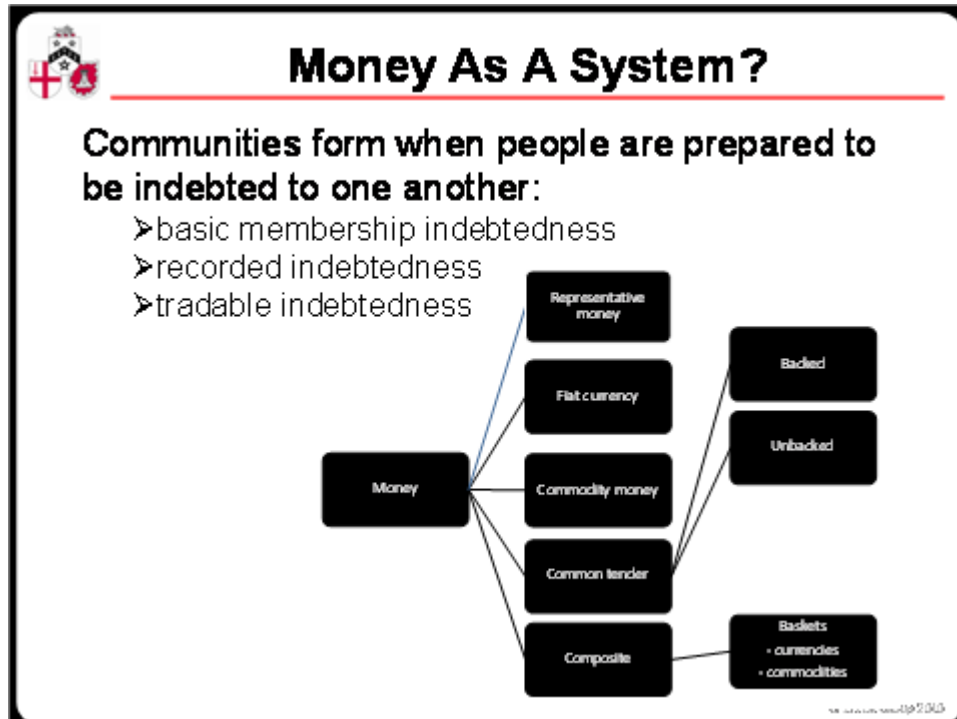 Money As A System?
Communities form when people are prepared to
be indebted to one another:
➢basic membership indebtedness
➢recorded indebtedness
➢tradable indebtedness
Representative
money
Fiat currency
Commodity money
Common tender
Composite
Money
Backed
Unbacked
Baskets
- currencies
- commodities